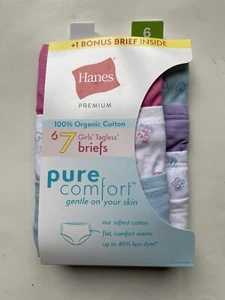 6
+1 BONUS BRIEF INSIDE
Hanes
PREMIUM
100% Organic Cotton
6 7 Girls' Tagless
briefs
pure
comfort™
gentle on your skin
our softest cotton
flat, comfort seams
up to 40% less dyes